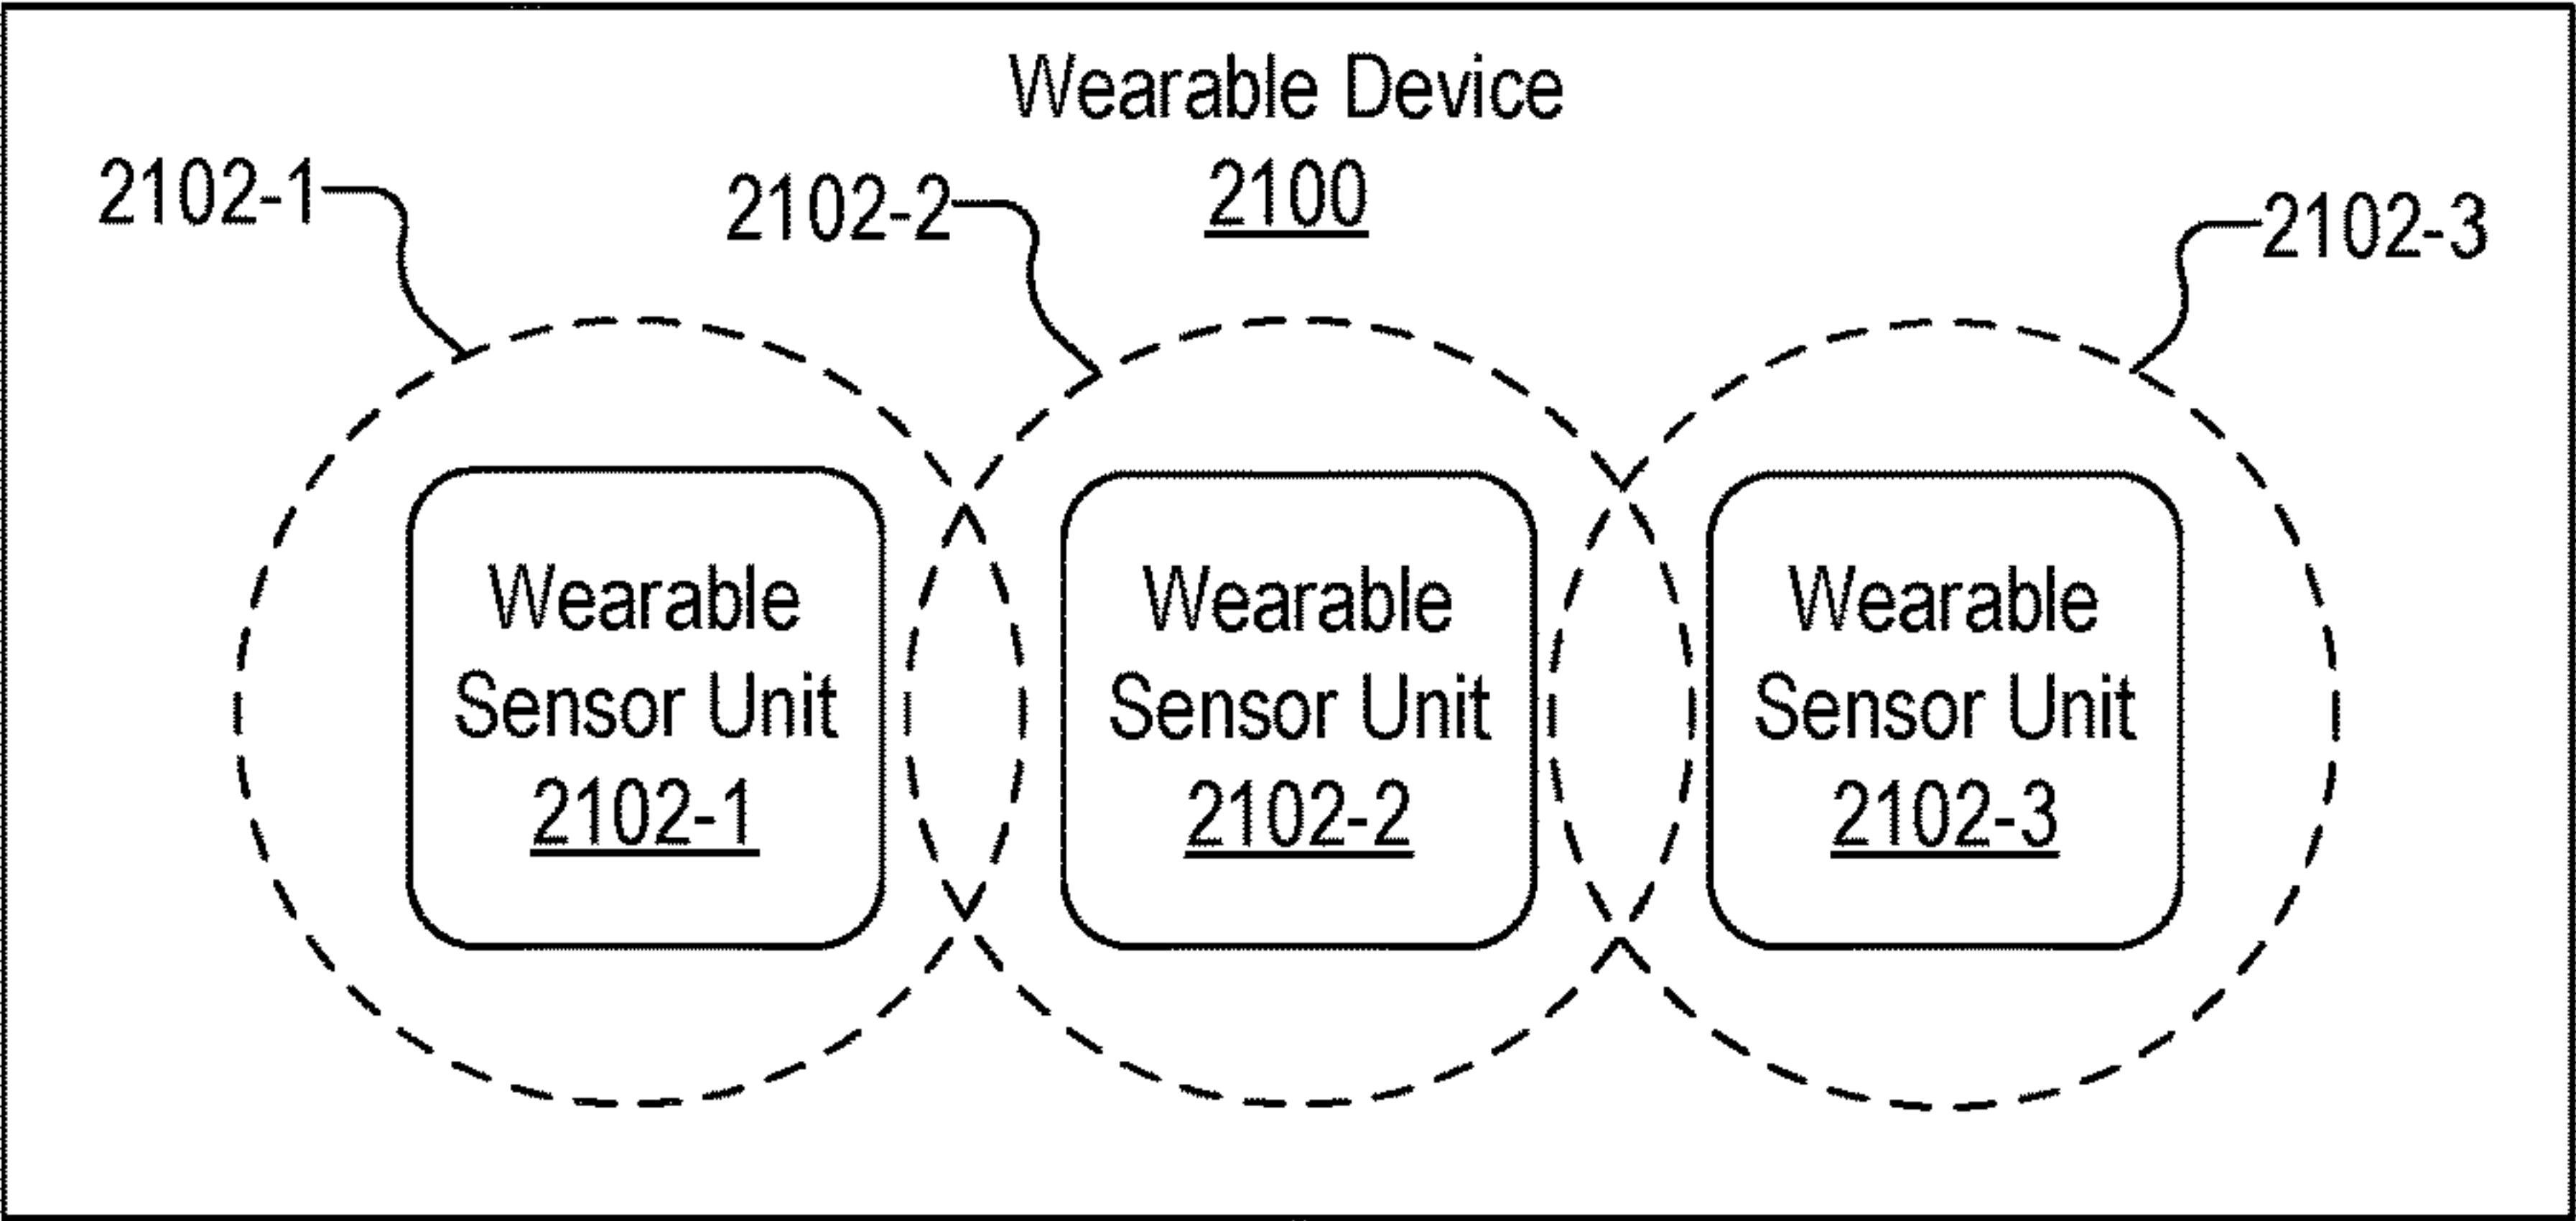 Wearable Device
2100
2102-1
2102-2
2102-3
Wearable
Sensor Unit
2102-1
Wearable
Sensor Unit
2102-2
Wearable
Sensor Unit
2102-3